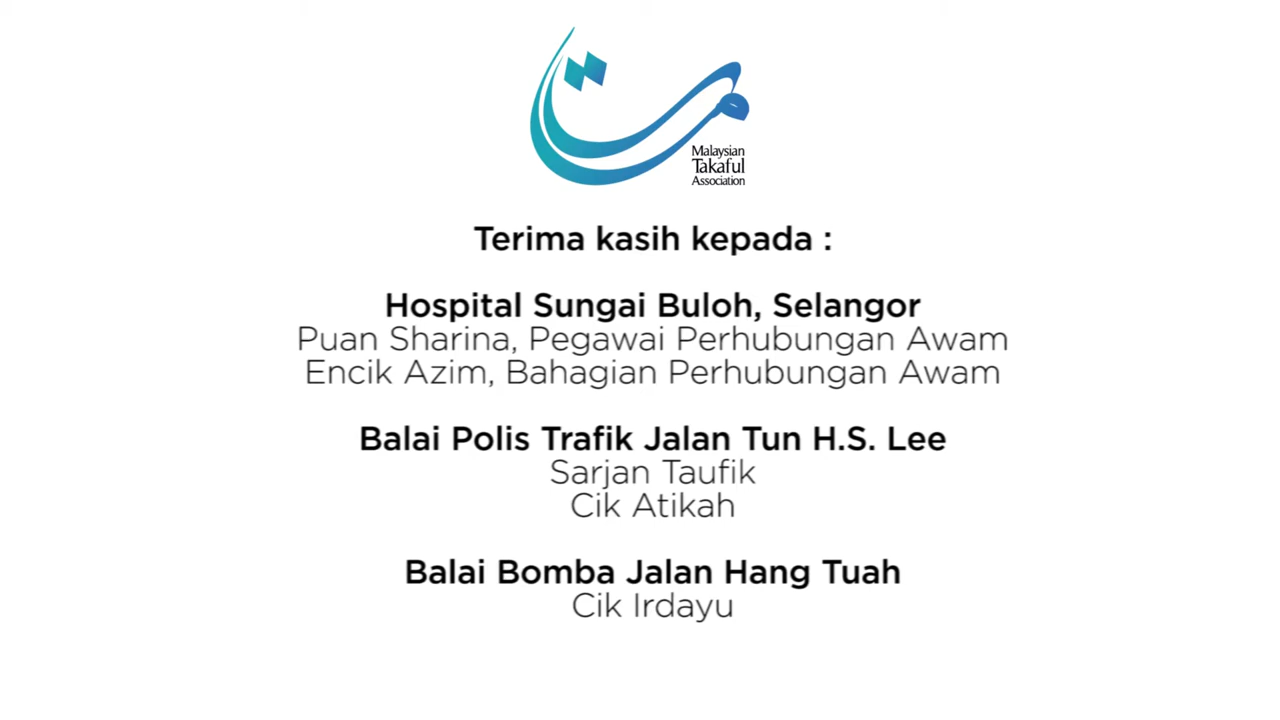 Malaysian
Takaful
Association
Terima kasih kepada :
Hospital Sungai Buloh, Selangor
Puan Sharina, Pegawai Perhubungan Awam
Encik Azim, Bahagian Perhubungan Awam
Balai Polis Trafik Jalan Tun H.S. Lee
Sarjan Taufik
Cik Atikah
Balai Bomba Jalan Hang Tuah
Cik Irdayu